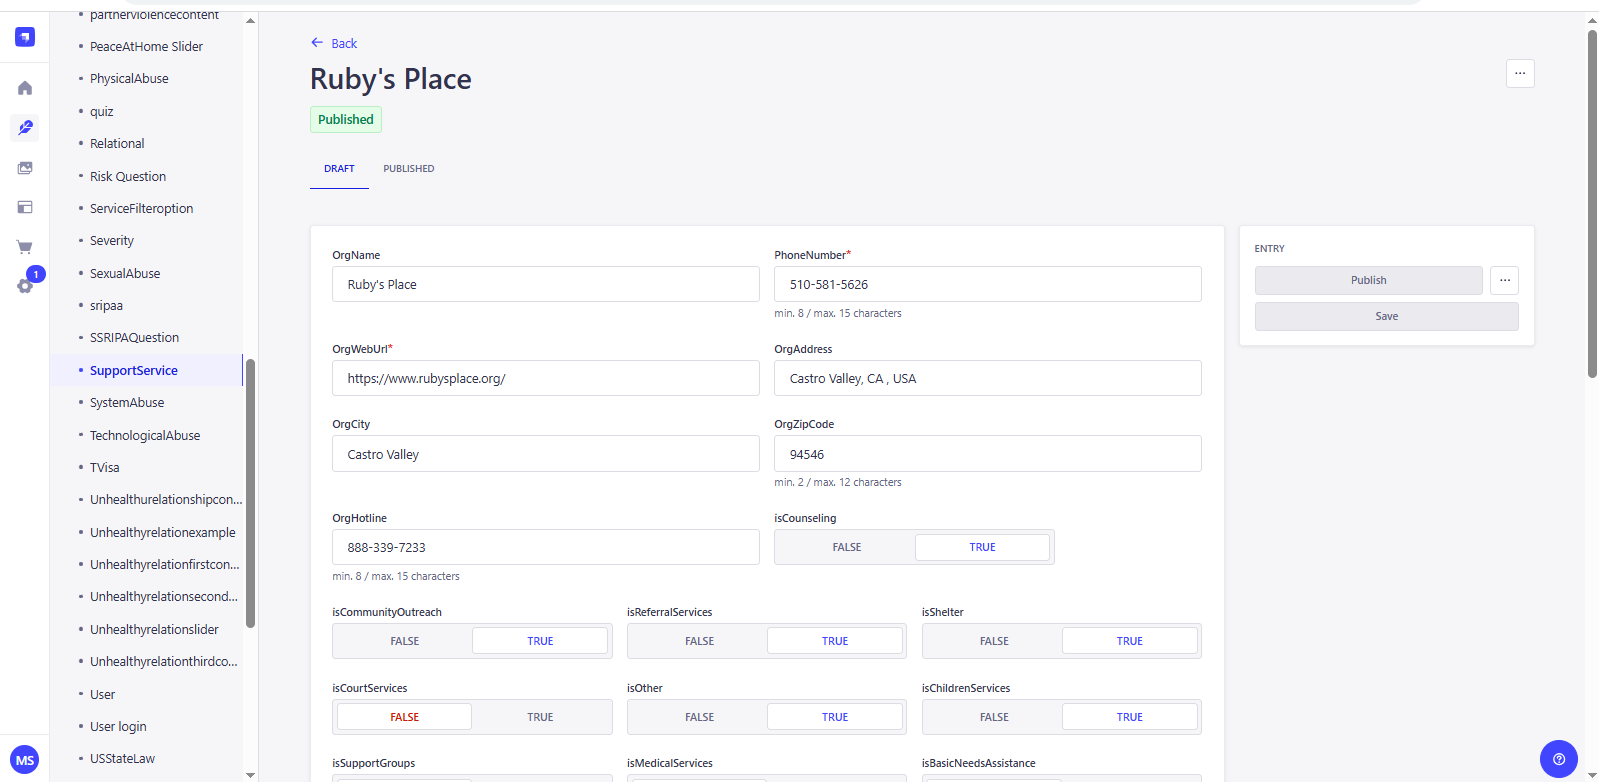 partnerviolencecontent
PeaceAtHome Slider
PhysicalAbuse
quiz
Relational
Risk Question
ServiceFilteroption
Severity
SexualAbuse
sripaa
SSRIPAQuestion
SupportService
SystemAbuse
TechnologicalAbuse
TVisa
Unhealthurelationshipcon...
Unhealthyrelationexample
Unhealthyrelationfirstcon...
Unhealthyrelationsecond...
Unhealthyrelationslider
Unhealthyrelationthirdco...
User
User login
USStateLaw
1
MS
← Back
Ruby's Place
...
Published
DRAFT PUBLISHED
OrgName PhoneNumber*
Ruby's Place 510-581-5626
min. 8 / max. 15 characters
OrgWebUrl* OrgAddress
https://www.rubysplace.org/ Castro Valley, CA , USA
OrgCity OrgZipCode
Castro Valley 94546
min. 2 / max. 12 characters
OrgHotline isCounseling
888-339-7233 FALSE TRUE
min. 8 / max. 15 characters
isCommunityOutreach isReferralServices isShelter
FALSE TRUE FALSE TRUE FALSE TRUE
isCourtServices isOther isChildrenServices
FALSE TRUE FALSE TRUE FALSE TRUE
isSupportGroups isMedicalServices isBasicNeedsAssistance
ENTRY
Publish ...
Save